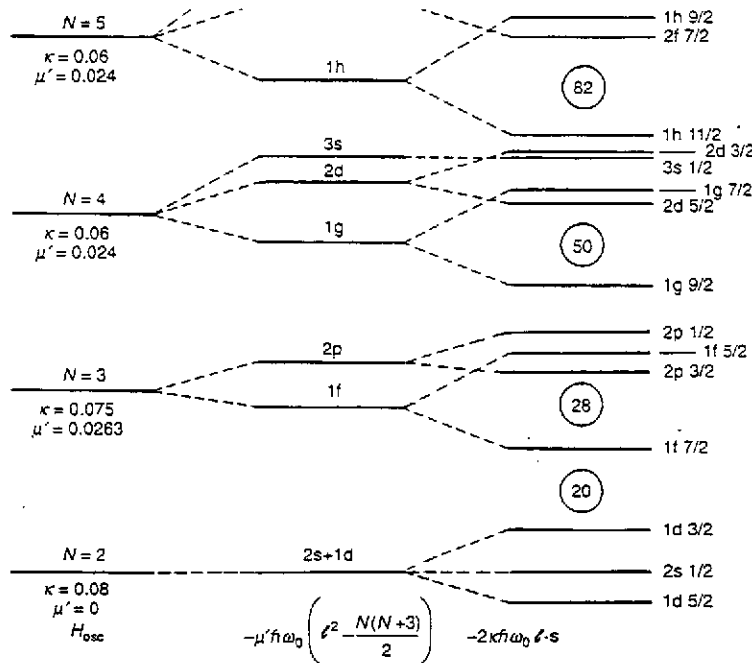 N = 5
κ = 0.06
μ′ = 0.024
1h
1h 9/2
2f 7/2
82
1h 11/2
3s
2d
2d 3/2
3s 1/2
N = 4
κ = 0.06
μ′ = 0.024
1g
1g 7/2
2d 5/2
50
1g 9/2
N = 3
κ = 0.075
μ′ = 0.0263
2p
1f
2p 1/2
1f 5/2
2p 3/2
28
1f 7/2
20
N = 2
κ = 0.08
μ′ = 0
H_osc
2s+1d
1d 3/2
2s 1/2
1d 5/2
-μ′ħω₀ ( ℓ² - N(N+3)/2 ) -2κħω₀ ℓ·s